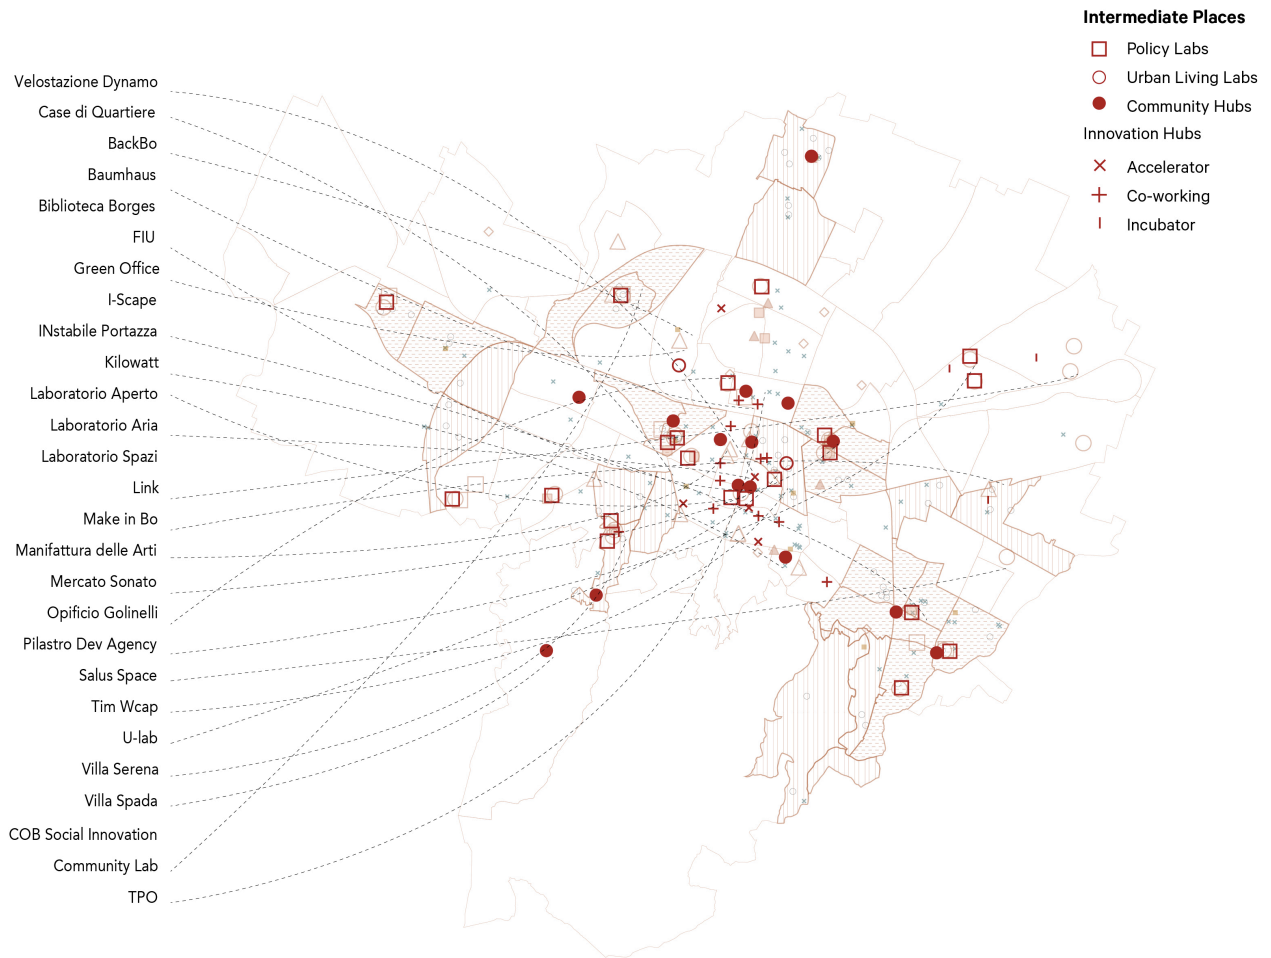 Intermediate Places
Policy Labs
Urban Living Labs
Community Hubs
Innovation Hubs
Accelerator
Co-working
Incubator
Velostazione Dynamo
Case di Quartiere
BackBo
Baumhaus
Biblioteca Borges
FIU
Green Office
I-Scape
INstabile Portazza
Kilowatt
Laboratorio Aperto
Laboratorio Aria
Laboratorio Spazi
Link
Make in Bo
Manifattura delle Arti
Mercato Sonato
Opificio Golinelli
Pilastro Dev Agency
Salus Space
Tim Wcap
U-lab
Villa Serena
Villa Spada
COB Social Innovation
Community Lab
TPO